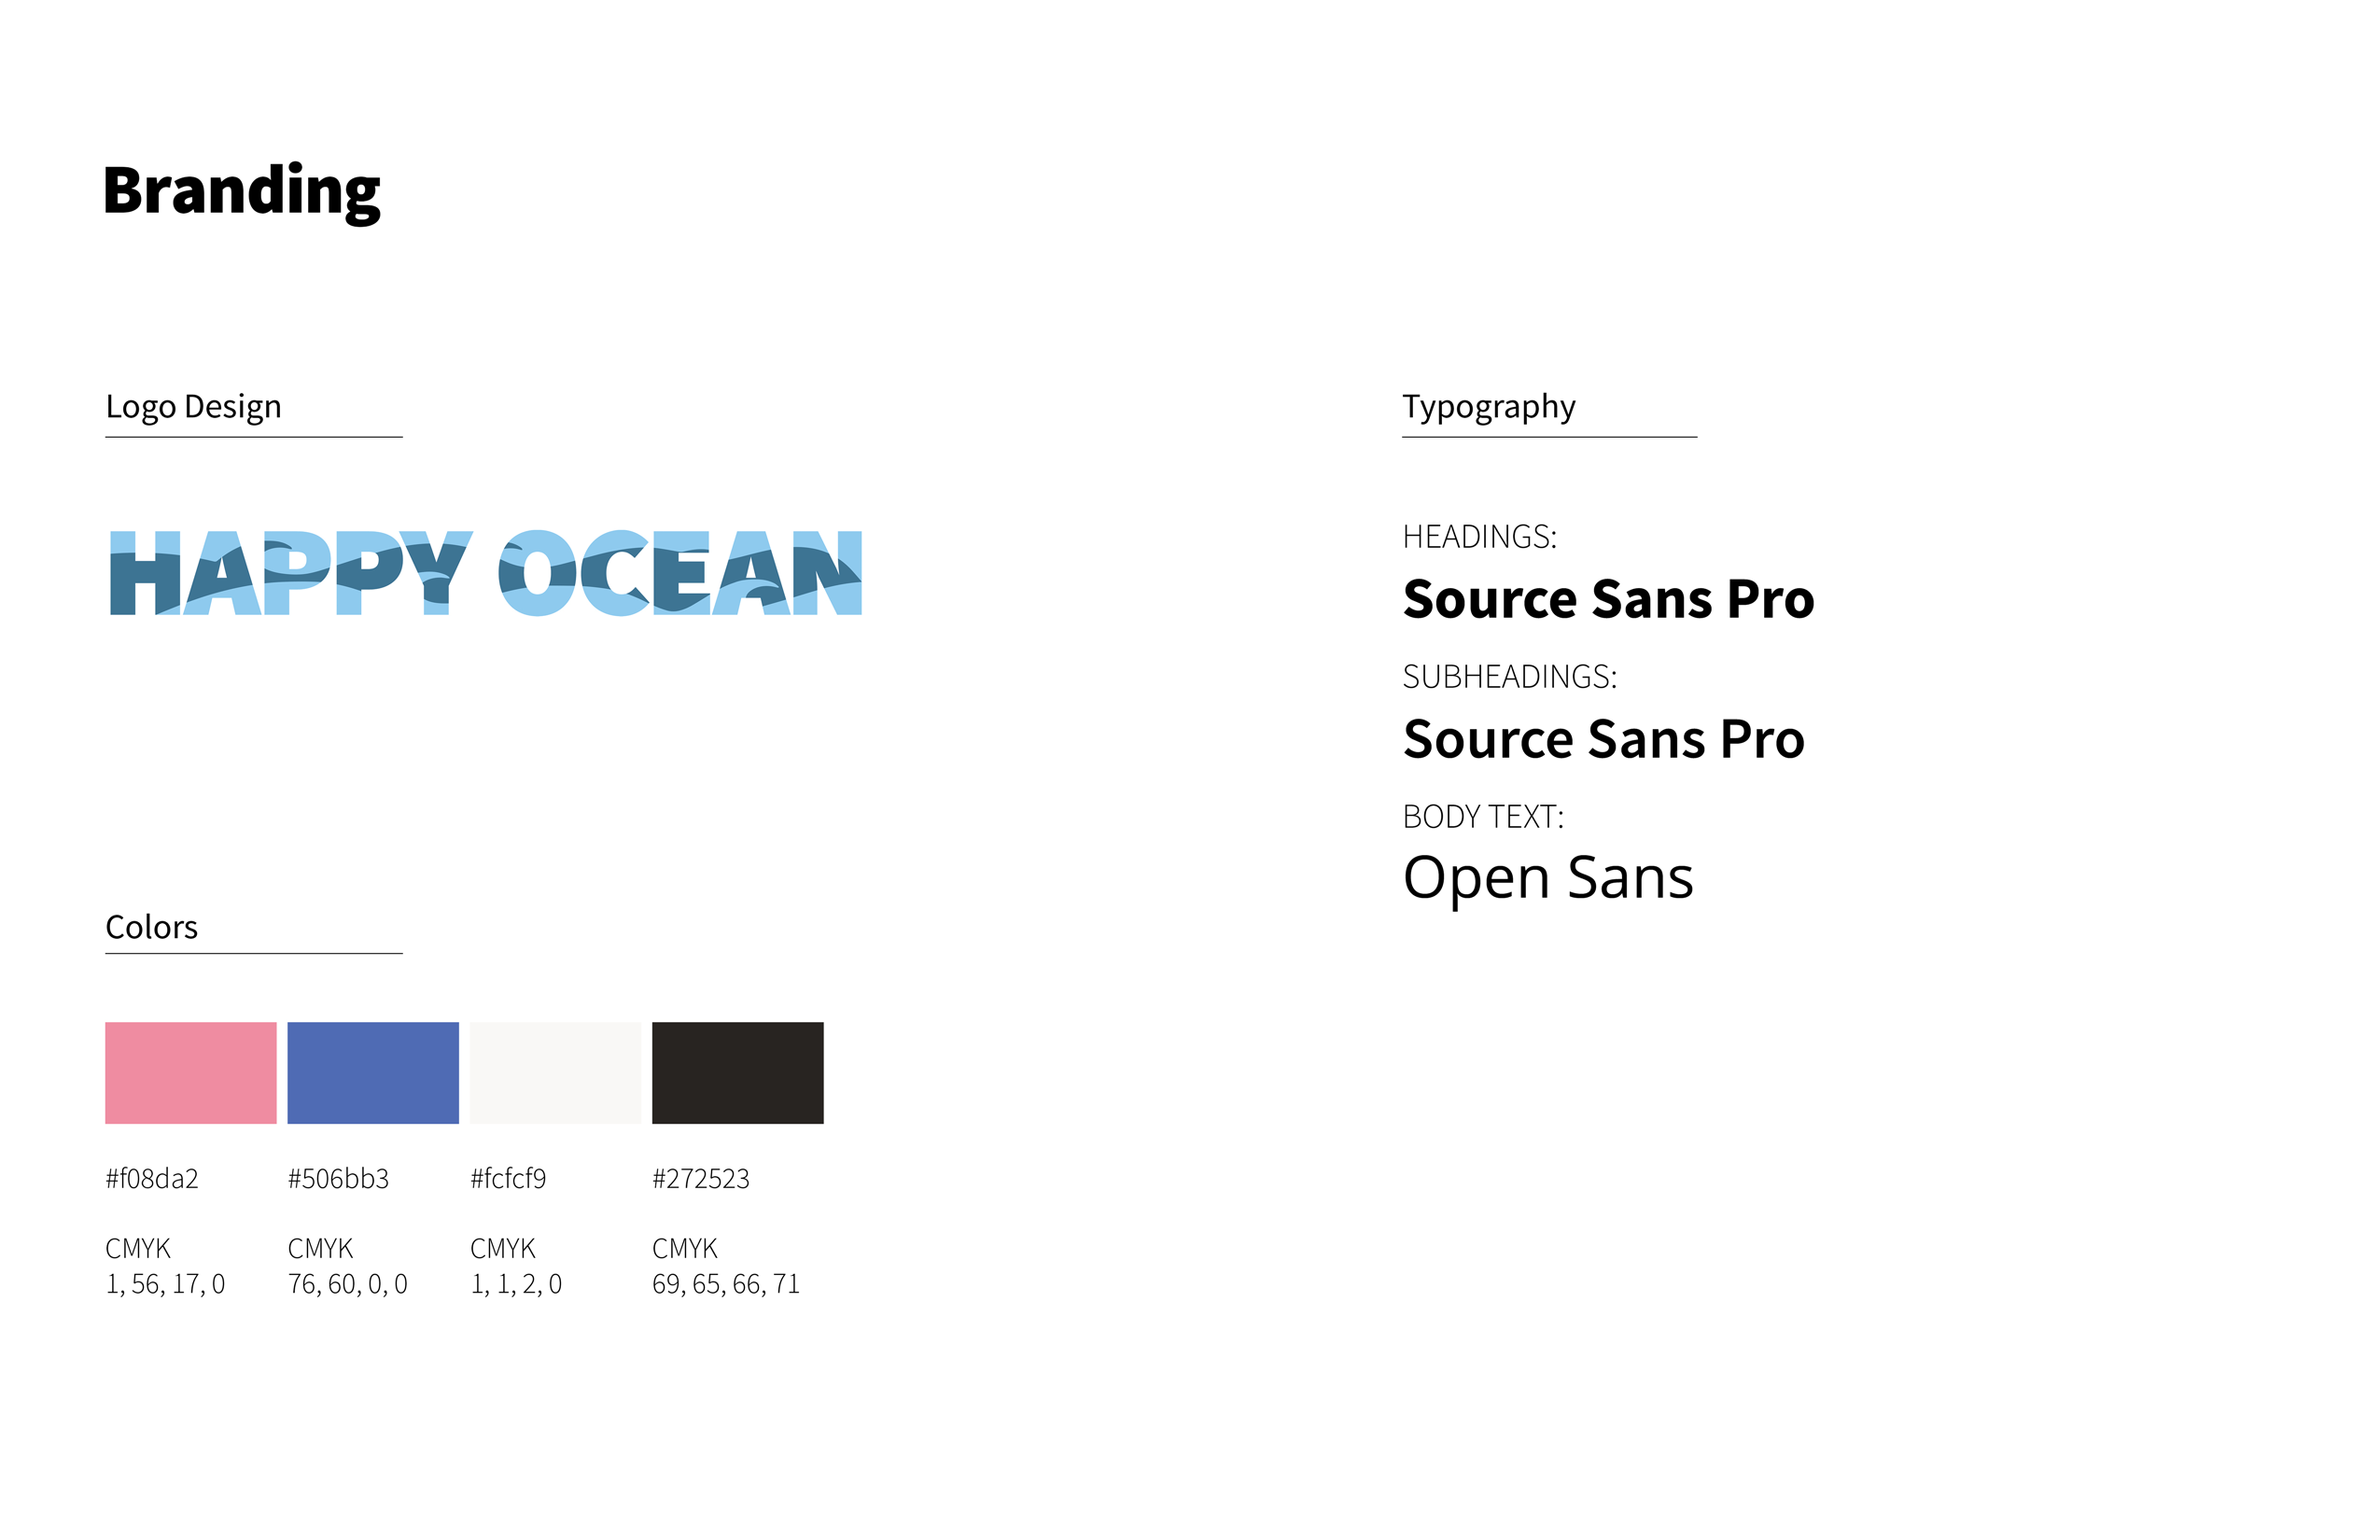 Branding
Logo Design
HAPPY OCEAN
Colors
#f08da2
#506bb3
#fcfcf9
#272523
CMYK
1, 56, 17, 0
CMYK
76, 60, 0, 0
CMYK
1, 1, 2, 0
CMYK
69, 65, 66, 71
Typography
HEADINGS:
Source Sans Pro
SUBHEADINGS:
Source Sans Pro
BODY TEXT:
Open Sans